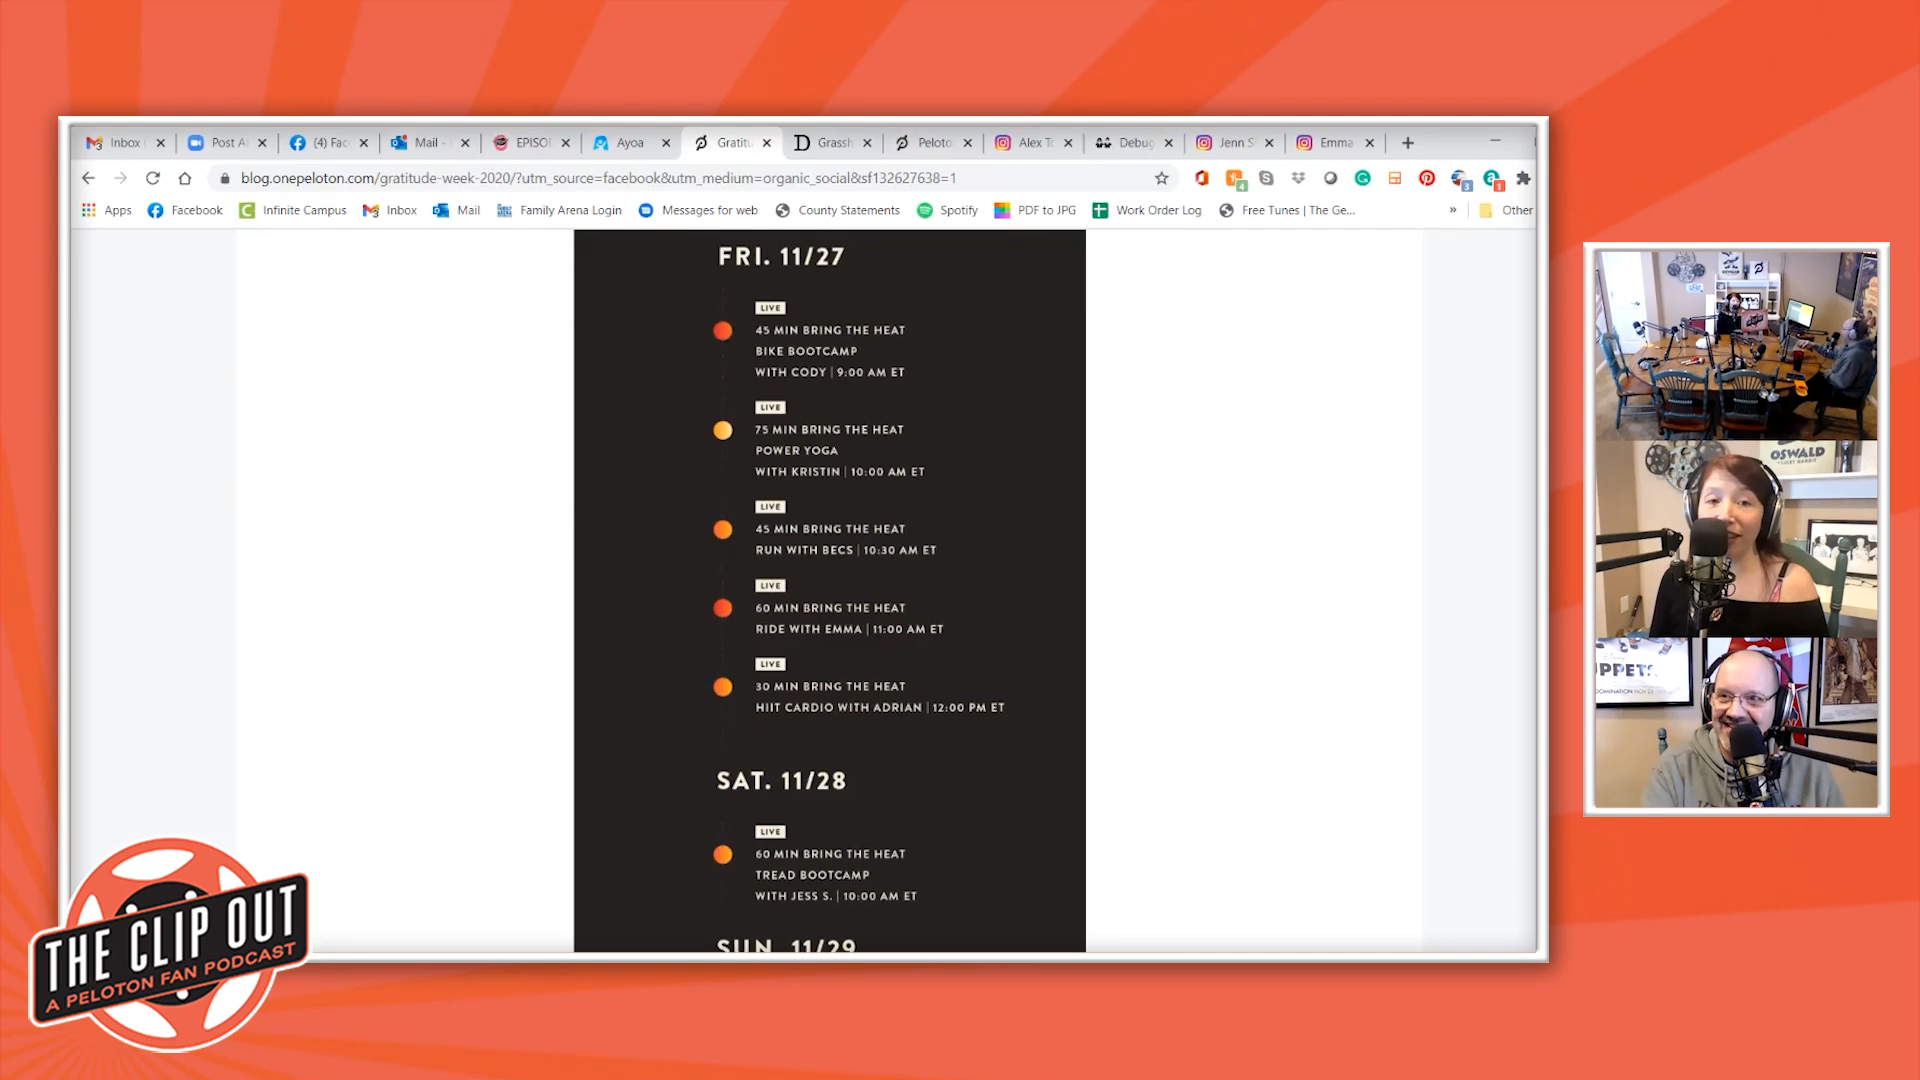 Inbox
Post A
(4) Fac
Mail -
EPISO
Ayoa
Gratitu
Grassh
Peloto
Alex To
Debug
Jenn S
Emma
blog.onepeloton.com/gratitude-week-2020/?utm_source=facebook&utm_medium=organic_social&sf132627638=1
Apps
Facebook
Infinite Campus
Inbox
Mail
Family Arena Login
Messages for web
County Statements
Spotify
PDF to JPG
Work Order Log
Free Tunes | The Ge...
»
Other
FRI. 11/27
LIVE
45 MIN BRING THE HEAT
BIKE BOOTCAMP
WITH CODY | 9:00 AM ET
LIVE
75 MIN BRING THE HEAT
POWER YOGA
WITH KRISTIN | 10:00 AM ET
LIVE
45 MIN BRING THE HEAT
RUN WITH BECS | 10:30 AM ET
LIVE
60 MIN BRING THE HEAT
RIDE WITH EMMA | 11:00 AM ET
LIVE
30 MIN BRING THE HEAT
HIIT CARDIO WITH ADRIAN | 12:00 PM ET
SAT. 11/28
LIVE
60 MIN BRING THE HEAT
TREAD BOOTCAMP
WITH JESS S. | 10:00 AM ET
SUN. 11/29
THE CLIP OUT
A PELOTON FAN PODCAST
OSWALD
UPPETS